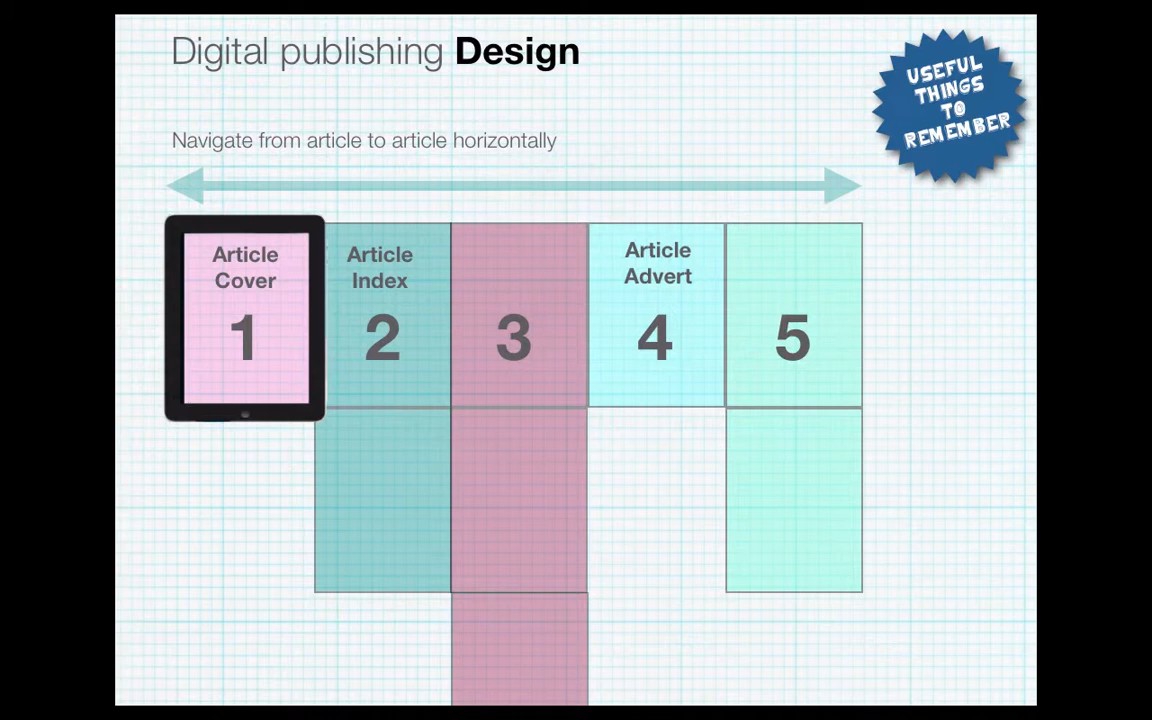 Digital publishing Design
USEFUL
THINGS
TO
REMEMBER
Navigate from article to article horizontally
Article
Cover
1
Article
Index
2
3
Article
Advert
4
5